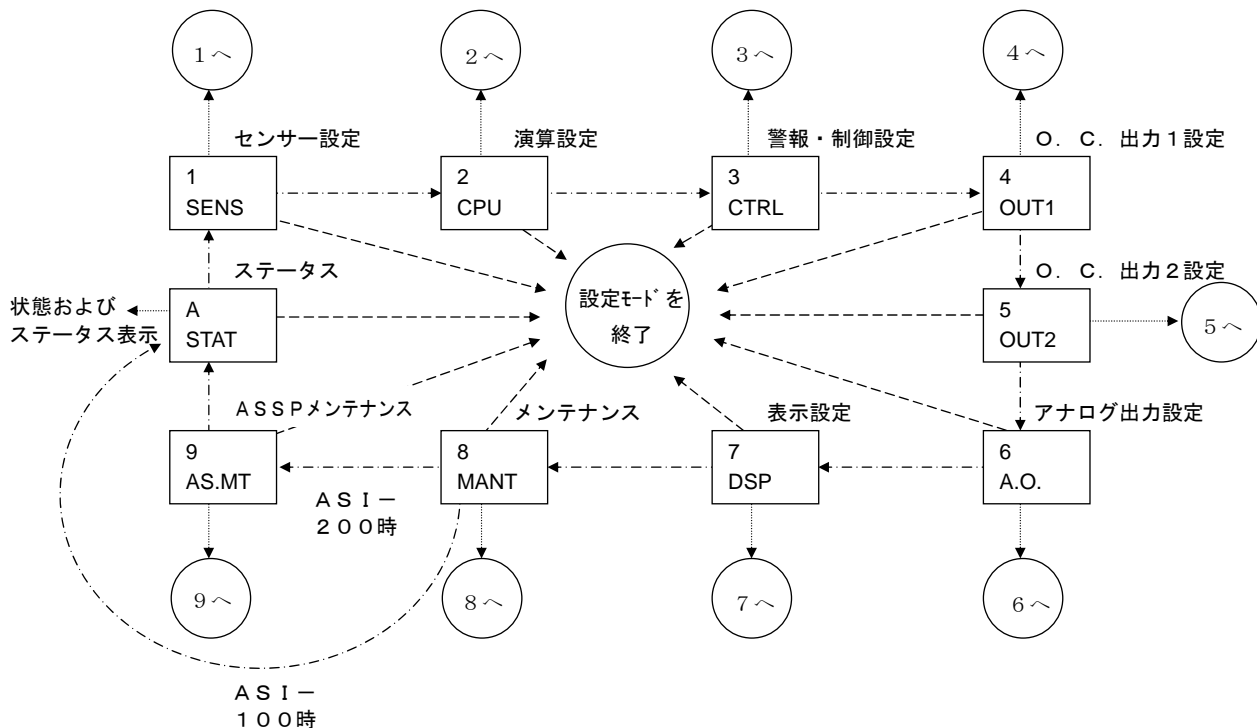 1へ
2へ
3へ
4へ
センサー設定
演算設定
警報・制御設定
O．C．出力1設定
1
SENS
2
CPU
3
CTRL
4
OUT1
ステータス
O．C．出力2設定
状態および
ステータス表示
A
STAT
設定ﾓｰﾄﾞを
終了
5
OUT2
5へ
ASSPメンテナンス
メンテナンス
表示設定
アナログ出力設定
9
AS.MT
8
MANT
7
DSP
6
A.O.
ASI－
200時
9へ
8へ
7へ
6へ
ASI－
100時